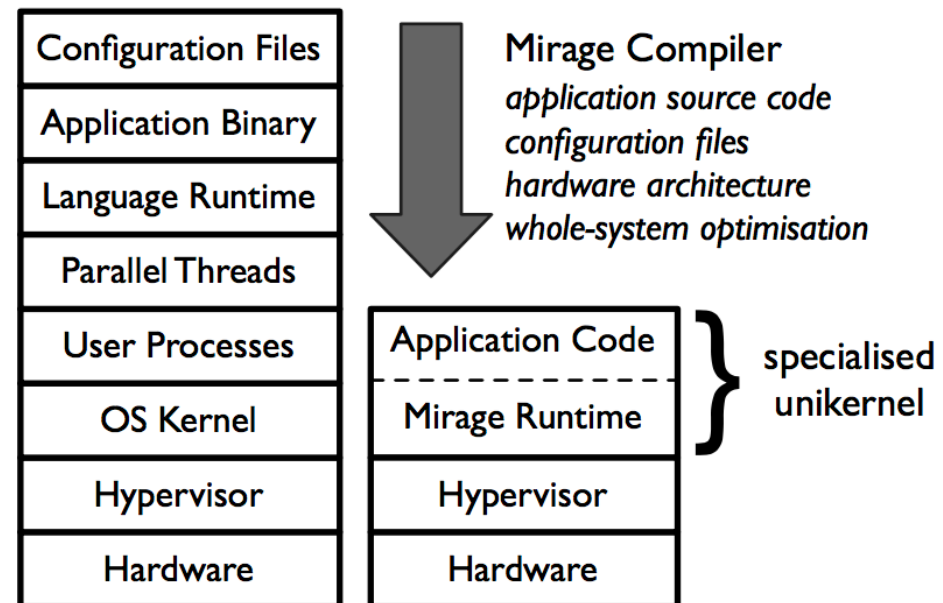 Configuration Files
Application Binary
Language Runtime
Parallel Threads
User Processes
OS Kernel
Hypervisor
Hardware
Mirage Compiler
application source code
configuration files
hardware architecture
whole-system optimisation
Application Code
Mirage Runtime
Hypervisor
Hardware
specialised
unikernel